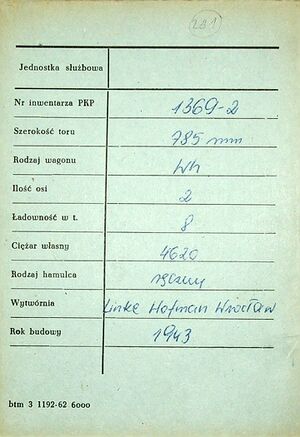 231
Jednostka służbowa
Nr inwentarza PKP 1369-2
Szerokość toru 785 mm
Rodzaj wagonu Wh
Ilość osi 2
Ładowność w t. 8
Ciężar własny 4620
Rodzaj hamulca ręczny
Wytwórnia Linke Hofman Wrocław
Rok budowy 1943
btm 3 1192-62 6000